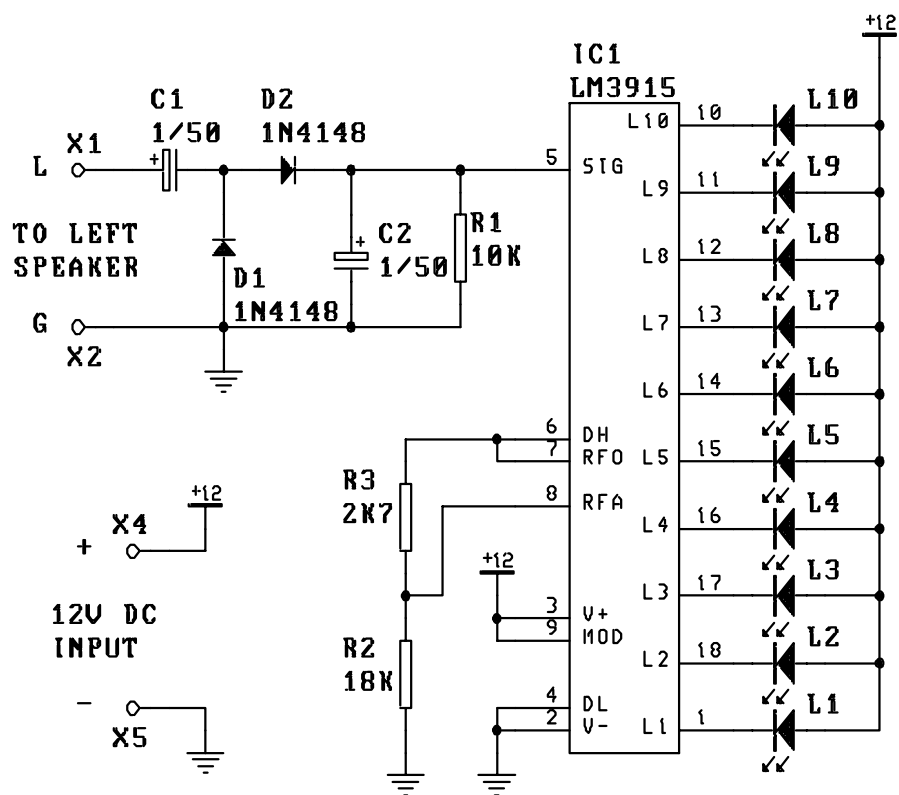 +12
IC1
LM3915
C1
1/50
D2
1N4148
X1
L
+
5
SIG
TO LEFT
SPEAKER
D1
1N4148
+
C2
1/50
R1
10K
G
X2
L10
10
L10
L9
11
L9
L8
12
L8
L7
13
L7
L6
14
L6
L5
15
L5
L4
16
L4
L3
17
L3
L2
18
L2
L1
1
L1
6
DH
7
RFO
8
RFA
R3
2K7
+12
3
V+
9
MOD
R2
18K
4
DL
2
V-
+12
X4
+
12V DC
INPUT
-
X5